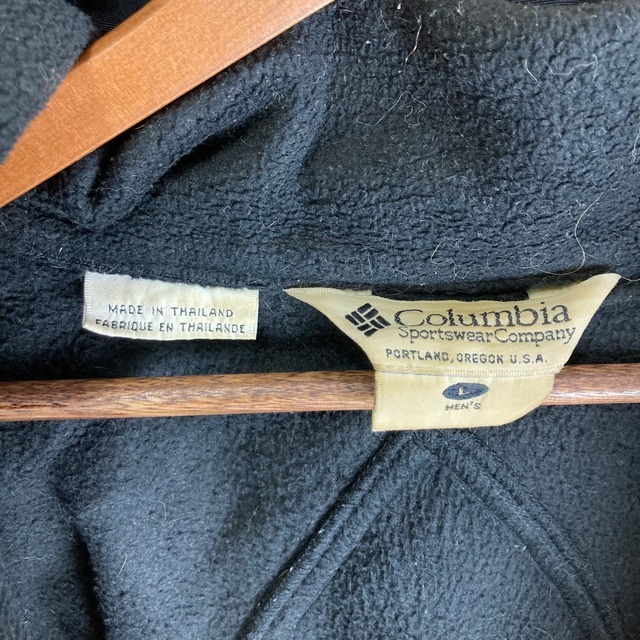 MADE IN THAILAND
FABRIQUE EN THAILANDE
Columbia
Sportswear Company
PORTLAND, OREGON U.S.A.
L
MEN'S